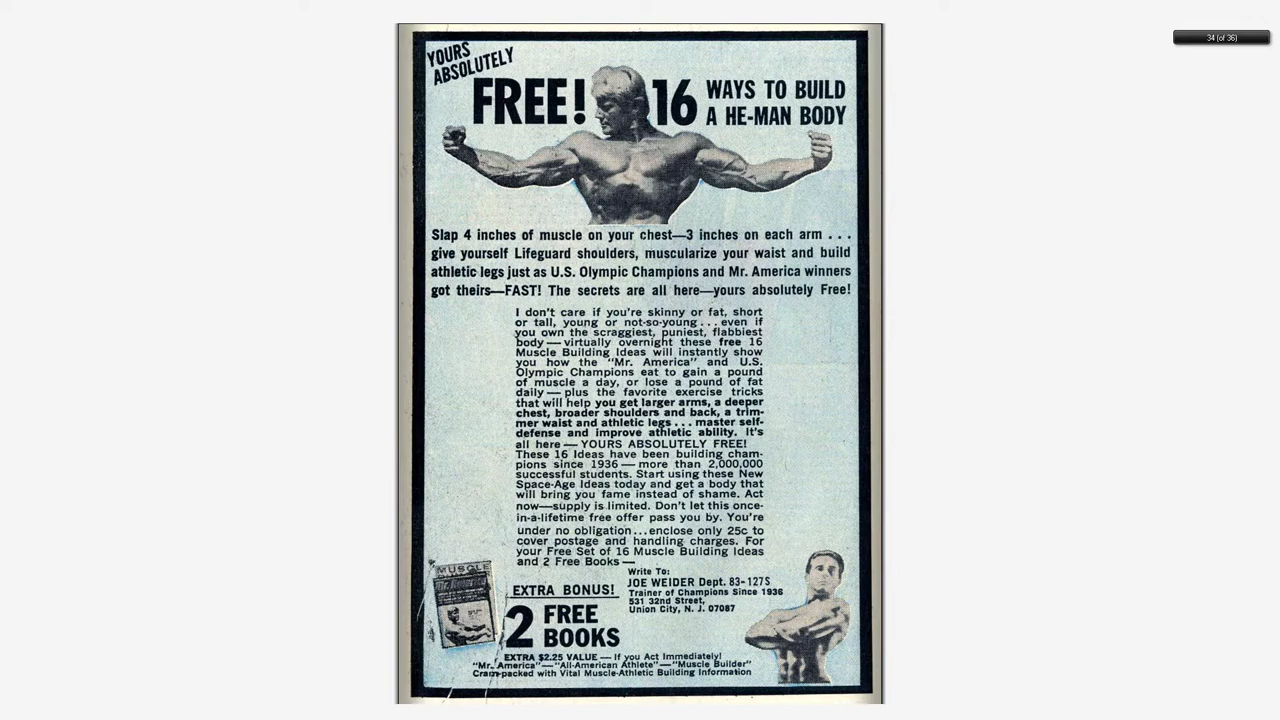 34 (of 36)
YOURS
ABSOLUTELY
FREE! 16 WAYS TO BUILD
A HE-MAN BODY
Slap 4 inches of muscle on your chest—3 inches on each arm . . .
give yourself Lifeguard shoulders, muscularize your waist and build
athletic legs just as U.S. Olympic Champions and Mr. America winners
got theirs—FAST! The secrets are all here—yours absolutely Free!
I don't care if you're skinny or fat, short
or tall, young or not-so-young . . . even if
you own the scraggiest, puniest, flabbiest
body — virtually overnight these free 16
Muscle Building Ideas will instantly show
you how the "Mr. America" and U.S.
Olympic Champions eat to gain a pound
of muscle a day, or lose a pound of fat
daily — plus the favorite exercise tricks
that will help you get larger arms, a deeper
chest, broader shoulders and back, a trim-
mer waist and athletic legs . . . master self-
defense and improve athletic ability. It's
all here — YOURS ABSOLUTELY FREE!
These 16 Ideas have been building cham-
pions since 1936 — more than 2,000,000
successful students. Start using these New
Space-Age Ideas today and get a body that
will bring you fame instead of shame. Act
now—supply is limited. Don't let this once-
in-a-lifetime free offer pass you by. You're
under no obligation . . . enclose only 25c to
cover postage and handling charges. For
your Free Set of 16 Muscle Building Ideas
and 2 Free Books —
Write To:
JOE WEIDER Dept. 83-127S
Trainer of Champions Since 1936
531 32nd Street,
Union City, N. J. 07087
MUSCLE
Mr. America
EXTRA BONUS!
2 FREE
BOOKS
EXTRA $2.25 VALUE — If you Act Immediately!
"Mr. America"—"All-American Athlete"—"Muscle Builder"
Cram-packed with Vital Muscle-Athletic Building Information